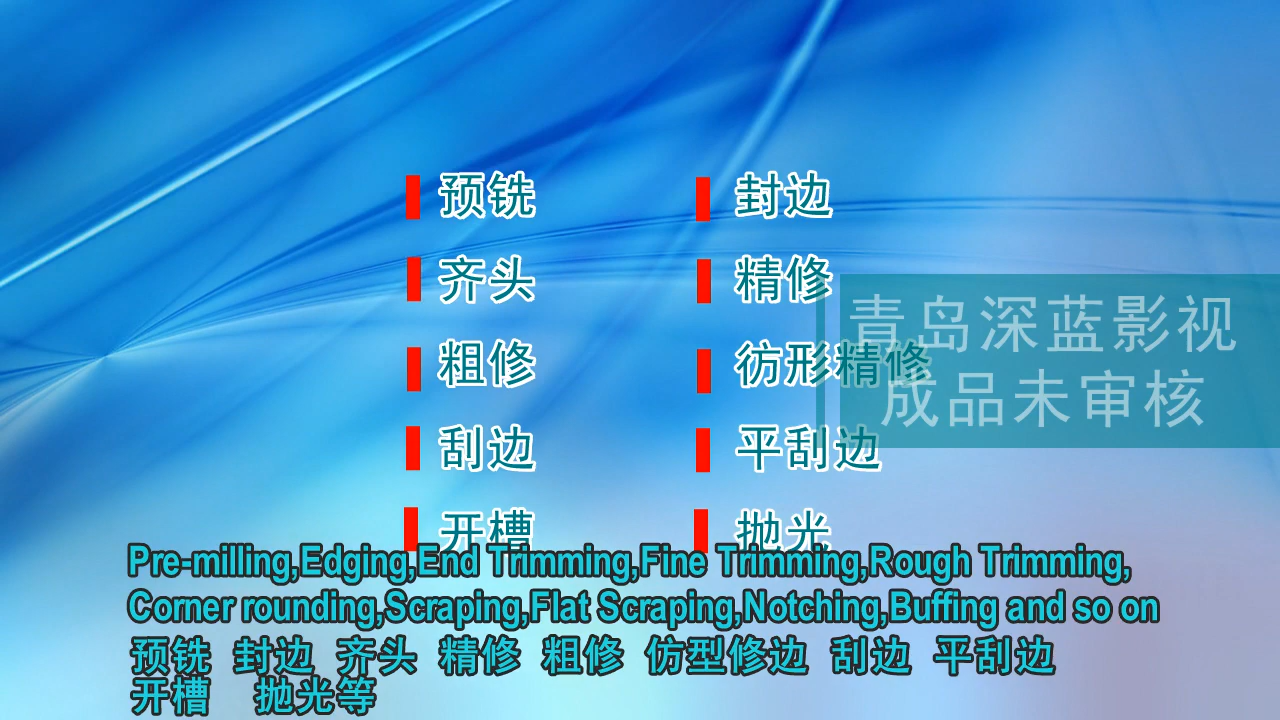 预铣 封边
齐头 精修
粗修 彷形精修
刮边 平刮边
开槽 抛光
青岛深蓝影视
成品未审核
Pre-milling,Edging,End Trimming,Fine Trimming,Rough Trimming,
Corner rounding,Scraping,Flat Scraping,Notching,Buffing and so on
预铣 封边 齐头 精修 粗修 仿型修边 刮边 平刮边
开槽 抛光等